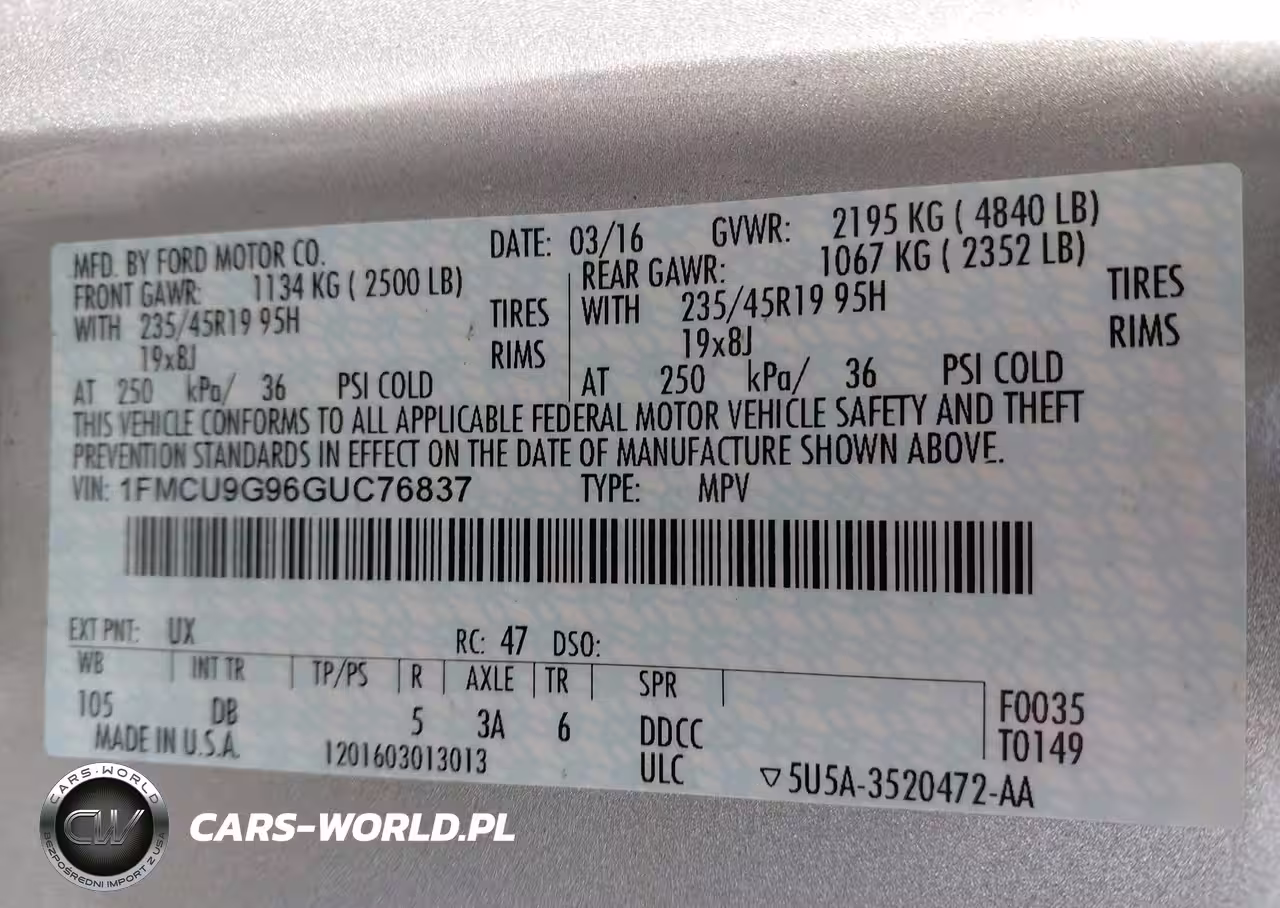 MFD. BY FORD MOTOR CO. DATE: 03/16 GVWR: 2195 KG ( 4840 LB)
FRONT GAWR: 1134 KG ( 2500 LB) REAR GAWR: 1067 KG ( 2352 LB)
WITH 235/45R19 95H TIRES WITH 235/45R19 95H TIRES
19x8J RIMS 19x8J RIMS
AT 250 kPa/ 36 PSI COLD AT 250 kPa/ 36 PSI COLD
THIS VEHICLE CONFORMS TO ALL APPLICABLE FEDERAL MOTOR VEHICLE SAFETY AND THEFT
PREVENTION STANDARDS IN EFFECT ON THE DATE OF MANUFACTURE SHOWN ABOVE.
VIN: 1FMCU9G96GUC76837 TYPE: MPV
EXT PNT: UX RC: 47 DSO:
WB INT TR TP/PS R AXLE TR SPR
105 DB 5 3A 6 DDCC F0035
T0149
MADE IN U.S.A. 1201603013013 ULC ▽5U5A-3520472-AA
CARS-WORLD
CW
BEZPOŚREDNI IMPORT Z USA
CARS-WORLD.PL